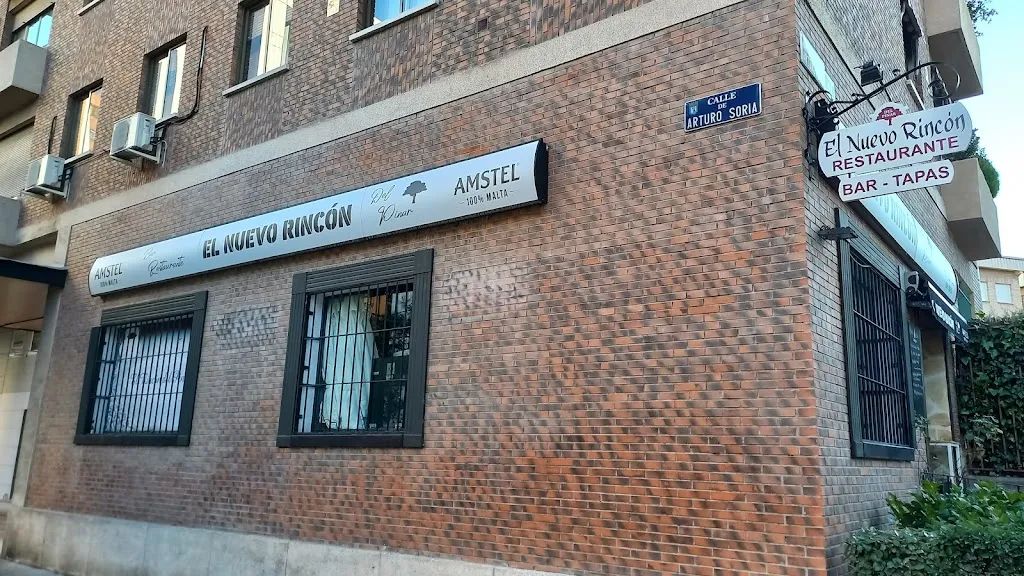 AMSTEL
100% MALTA
Restaurante
EL NUEVO RINCÓN
Del
Pinar
AMSTEL
100% MALTA
CALLE
DE
ARTURO SORIA
El Nuevo Rincón
RESTAURANTE
BAR - TAPAS
RINCÓN